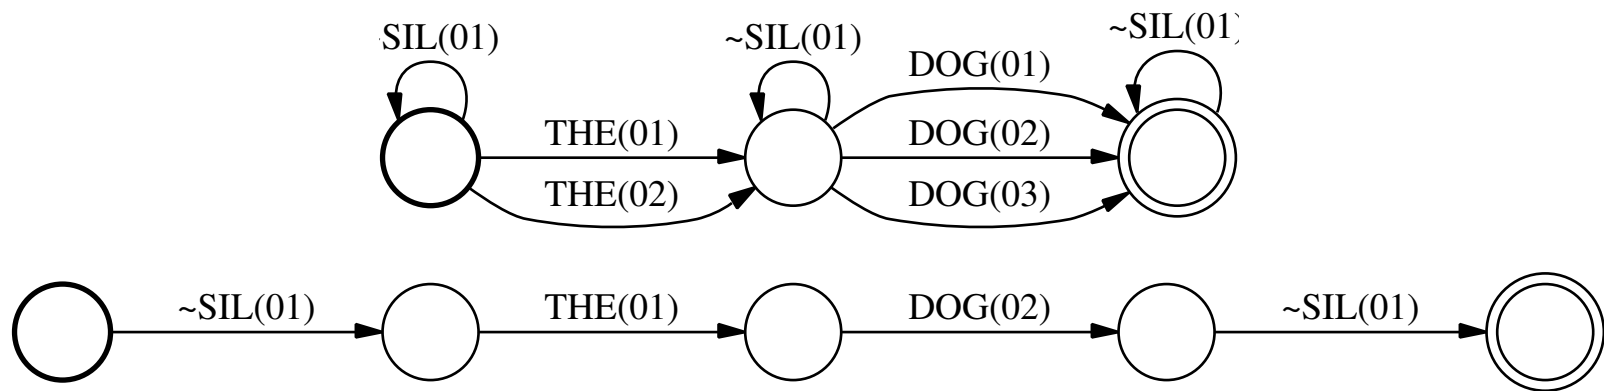 SIL(01) ~SIL(01) ~SIL(01)
DOG(01)
THE(01) DOG(02)
THE(02) DOG(03)
~SIL(01) THE(01) DOG(02) ~SIL(01)